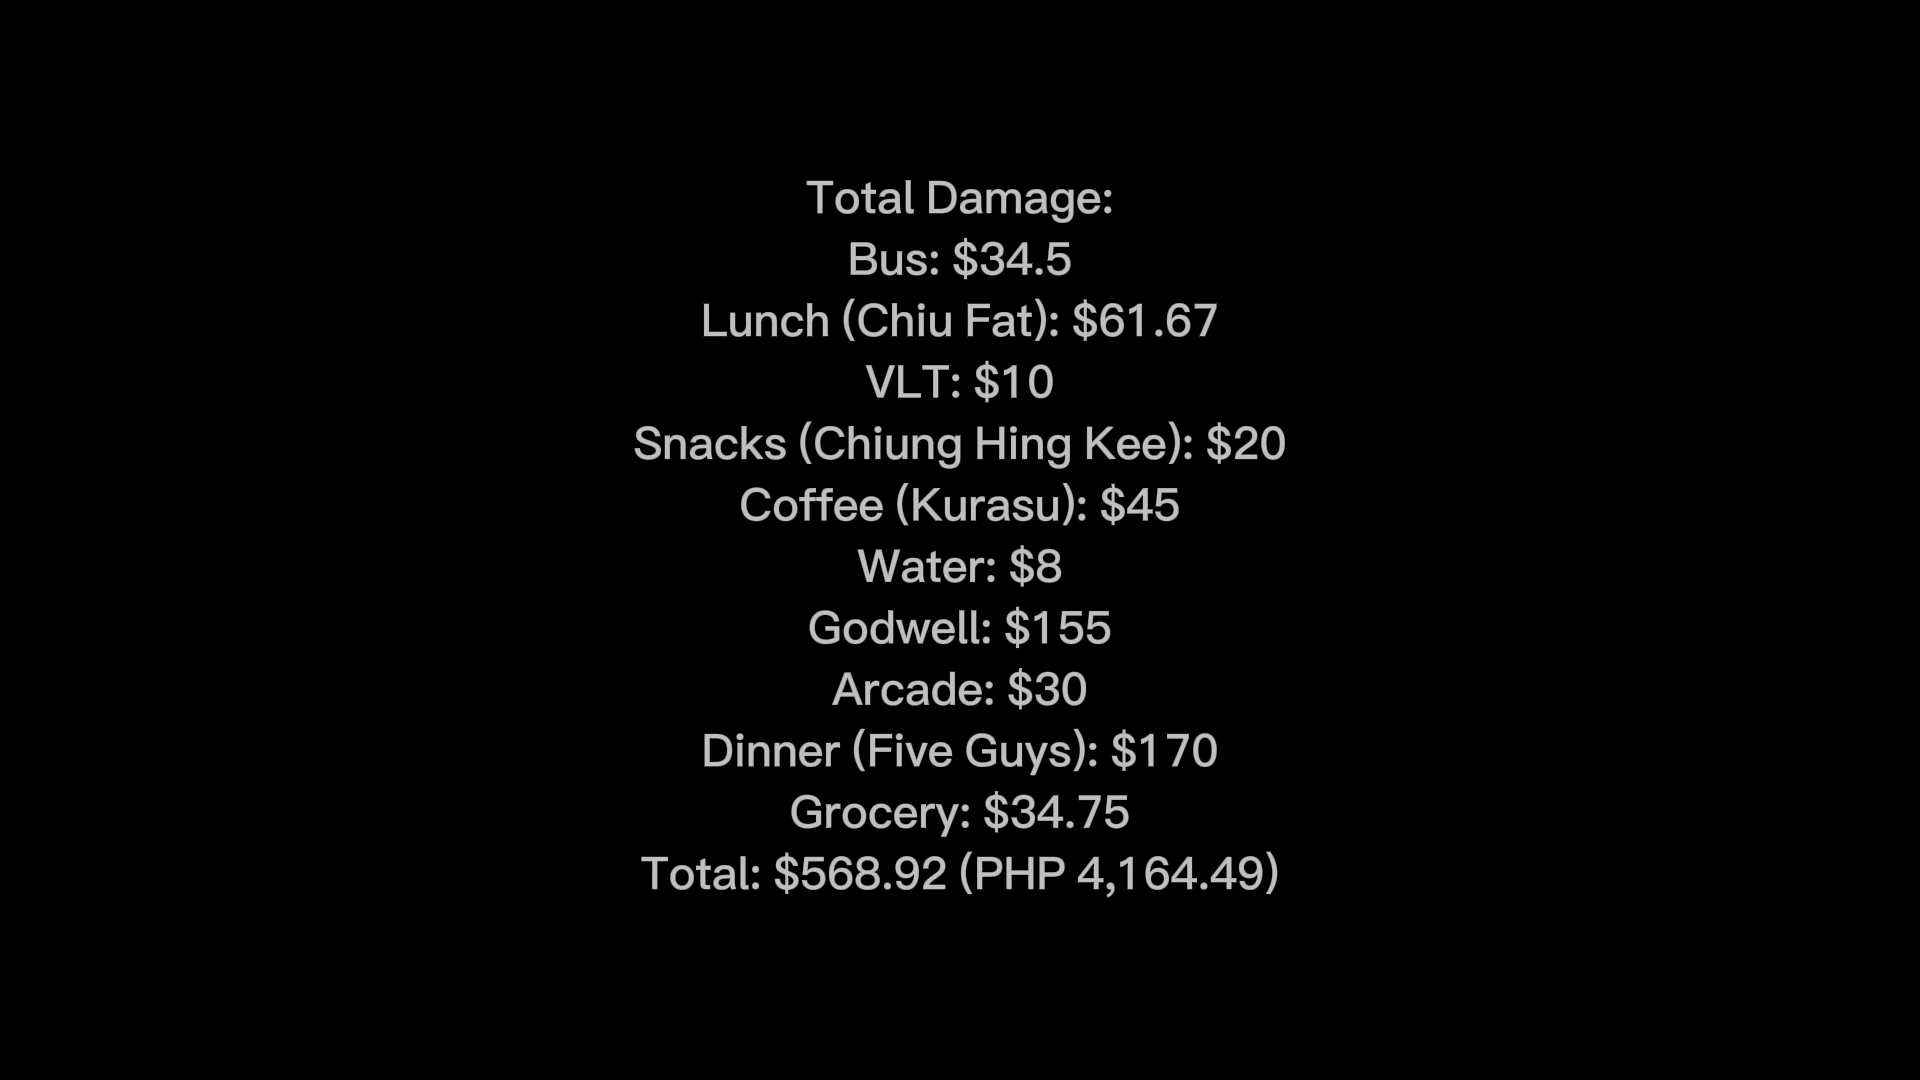 Total Damage:
Bus: $34.5
Lunch (Chiu Fat): $61.67
VLT: $10
Snacks (Chiung Hing Kee): $20
Coffee (Kurasu): $45
Water: $8
Godwell: $155
Arcade: $30
Dinner (Five Guys): $170
Grocery: $34.75
Total: $568.92 (PHP 4,164.49)